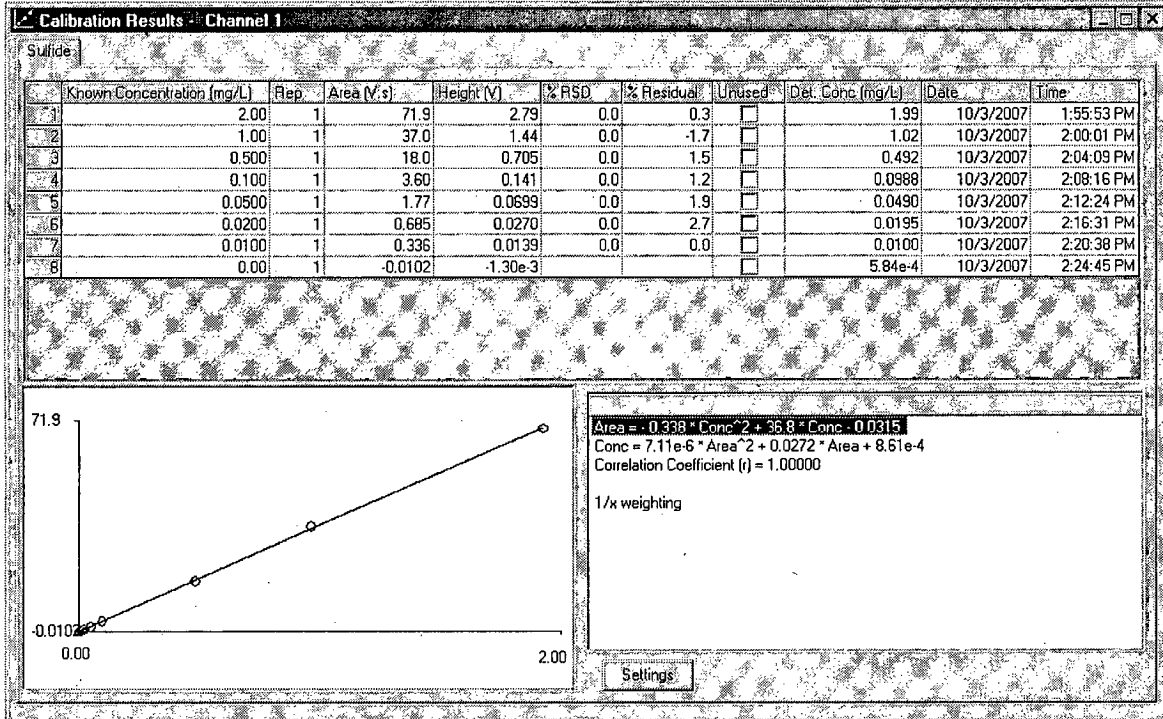 Calibration Results - Channel 1
Sulfide
Known Concentration (mg/L) Rep Area (V.s) Height (V) % RSD % Residual Unused Det. Conc (mg/L) Date Time
1 2.00 1 71.9 2.79 0.0 0.3 1.99 10/3/2007 1:55:53 PM
2 1.00 1 37.0 1.44 0.0 -1.7 1.02 10/3/2007 2:00:01 PM
3 0.500 1 18.0 0.705 0.0 1.5 0.492 10/3/2007 2:04:09 PM
4 0.100 1 3.60 0.141 0.0 1.2 0.0988 10/3/2007 2:08:16 PM
5 0.0500 1 1.77 0.0699 0.0 1.9 0.0490 10/3/2007 2:12:24 PM
6 0.0200 1 0.685 0.0270 0.0 2.7 0.0195 10/3/2007 2:16:31 PM
7 0.0100 1 0.336 0.0139 0.0 0.0 0.0100 10/3/2007 2:20:38 PM
8 0.00 1 -0.0102 -1.30e-3 5.84e-4 10/3/2007 2:24:45 PM
71.9
-0.0102
0.00
2.00
Area = - 0.338 * Conc^2 + 36.8 * Conc - 0.0315
Conc = 7.11e-6 * Area^2 + 0.0272 * Area + 8.61e-4
Correlation Coefficient (r) = 1.00000
1/x weighting
Settings